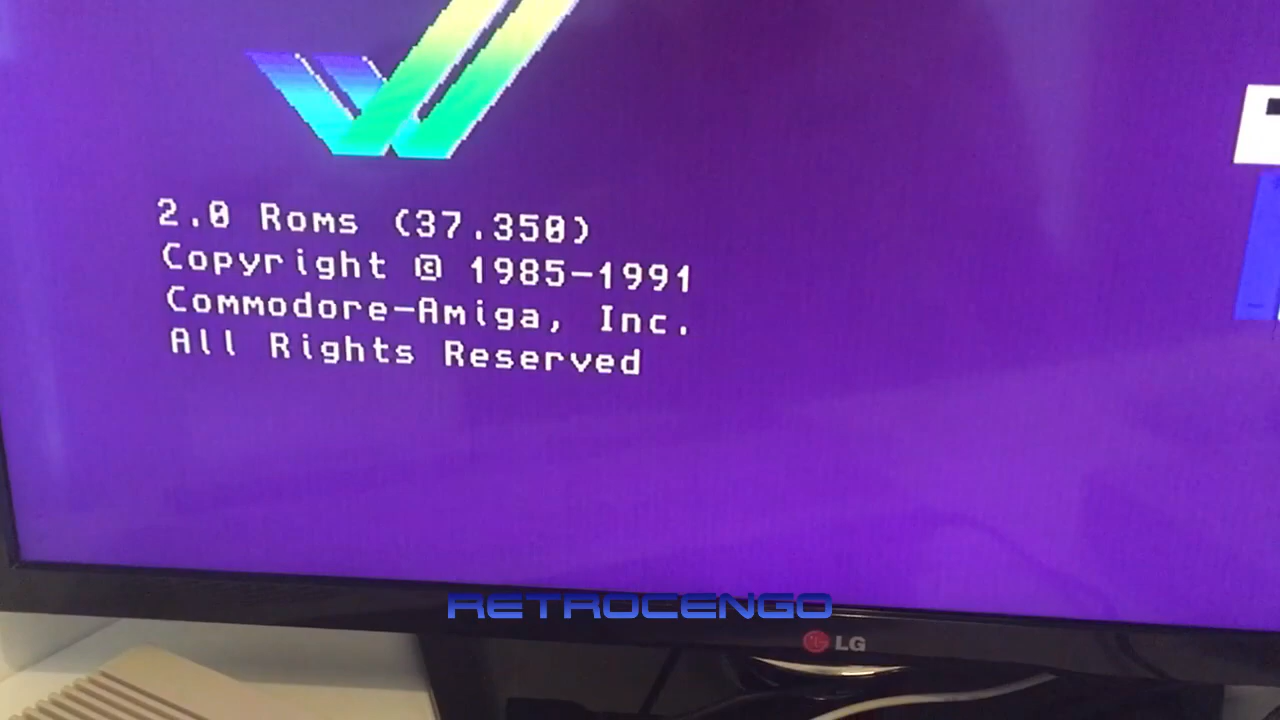 2.0 Roms (37.350)
Copyright © 1985-1991
Commodore-Amiga, Inc.
All Rights Reserved
RETROCENGO
LG